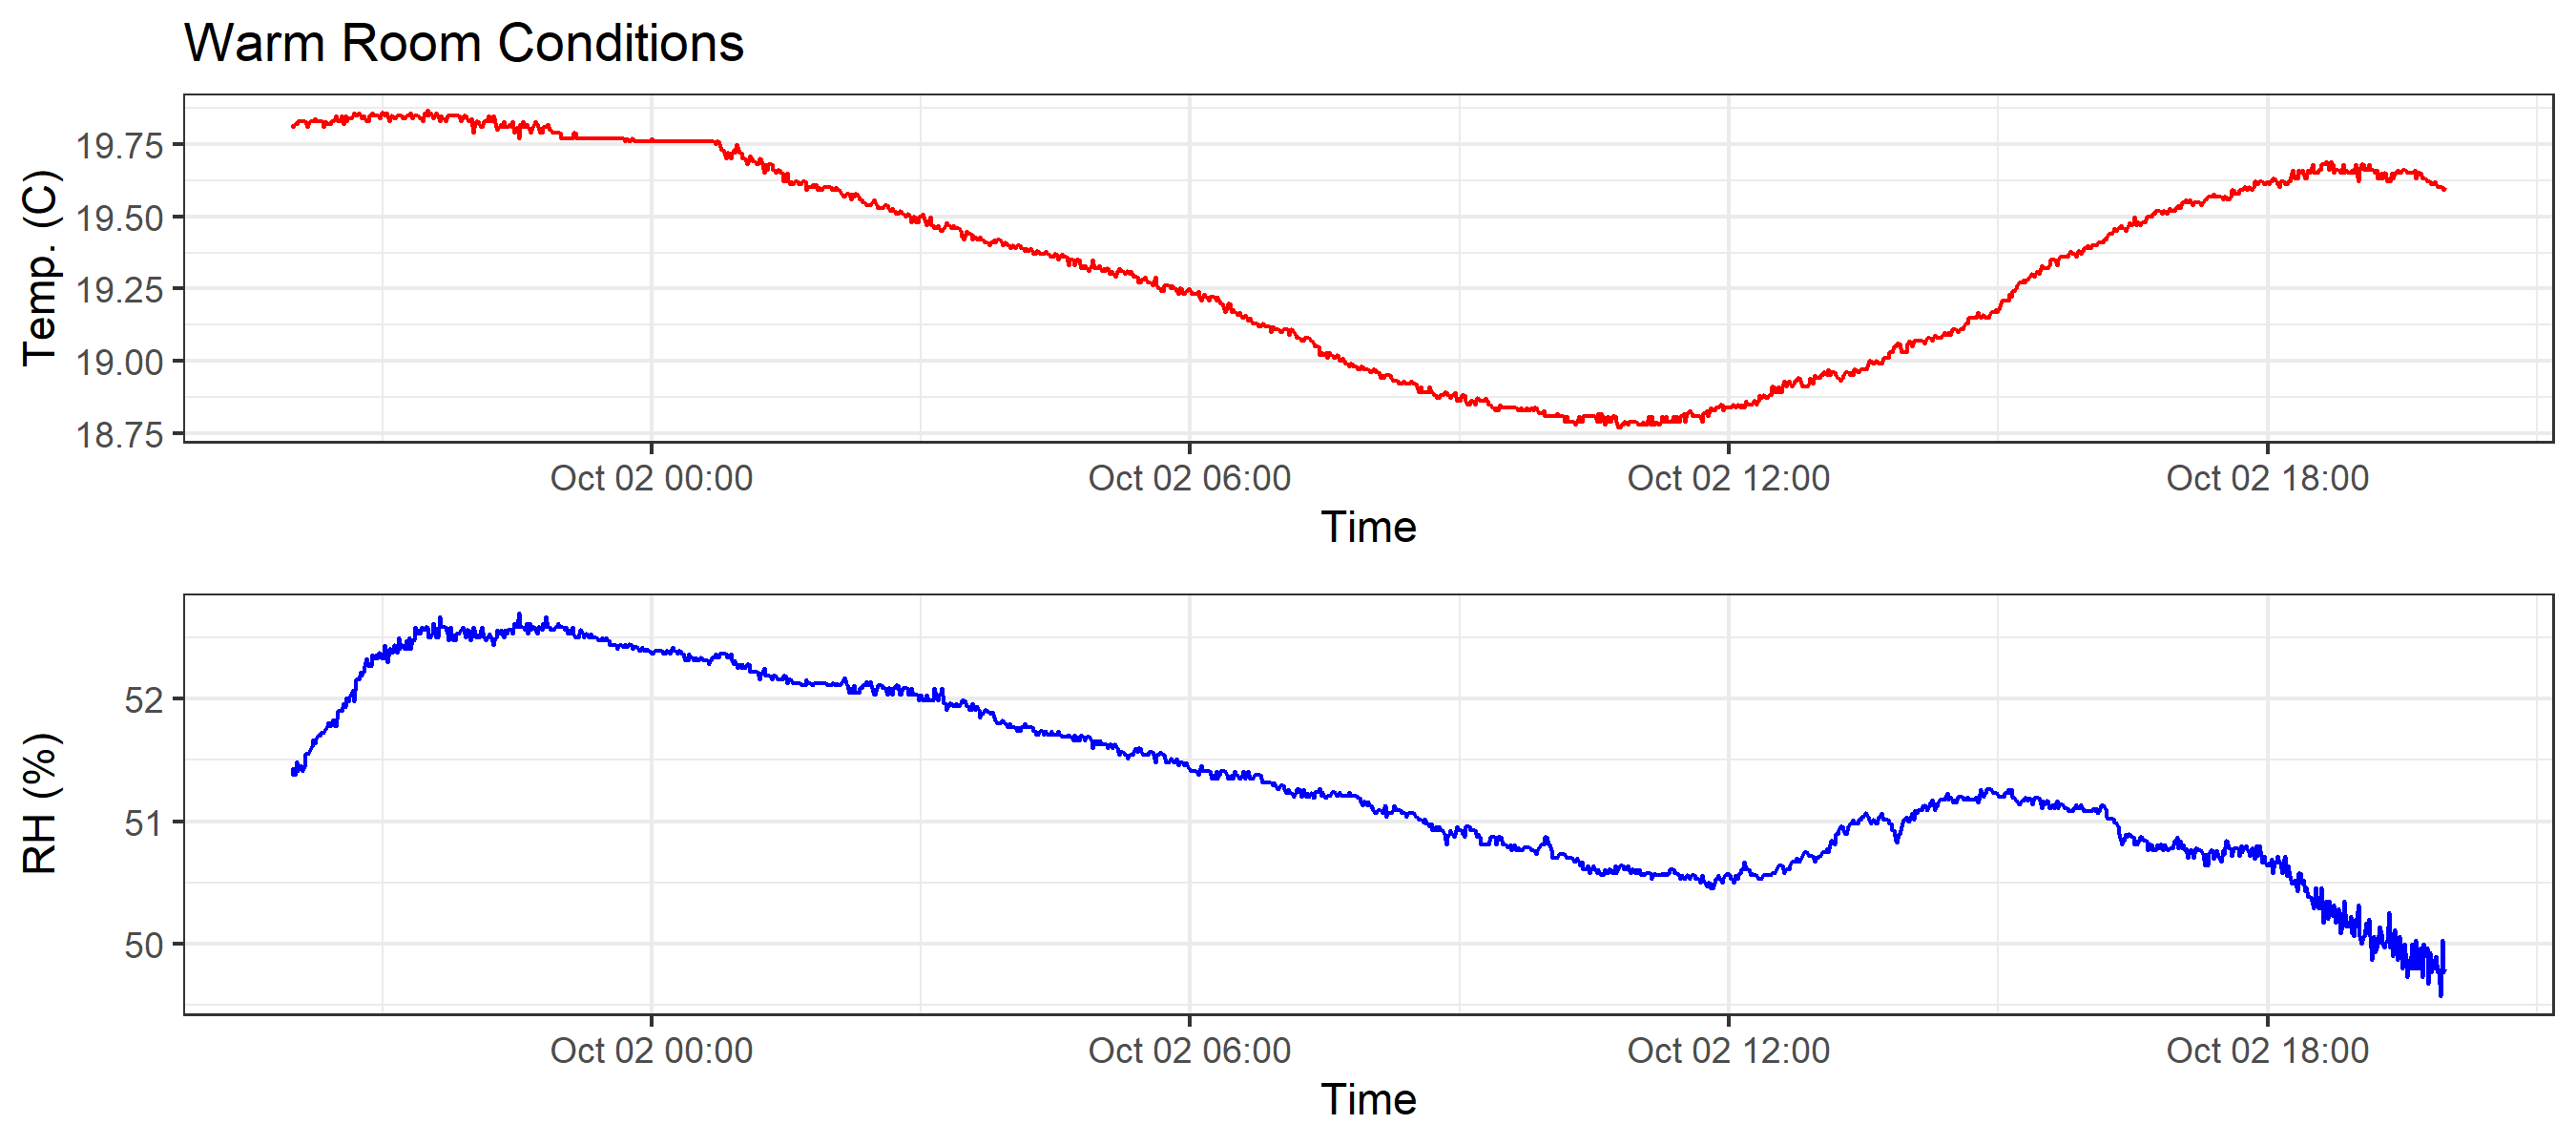 Warm Room Conditions
Temp. (C)
19.75
19.50
19.25
19.00
18.75
Oct 02 00:00 Oct 02 06:00 Oct 02 12:00 Oct 02 18:00
Time
RH (%)
52
51
50
Oct 02 00:00 Oct 02 06:00 Oct 02 12:00 Oct 02 18:00
Time